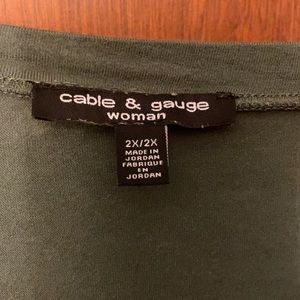 cable & gauge
woman
2X/2X
MADE IN
JORDAN
FABRIQUE
EN
JORDAN